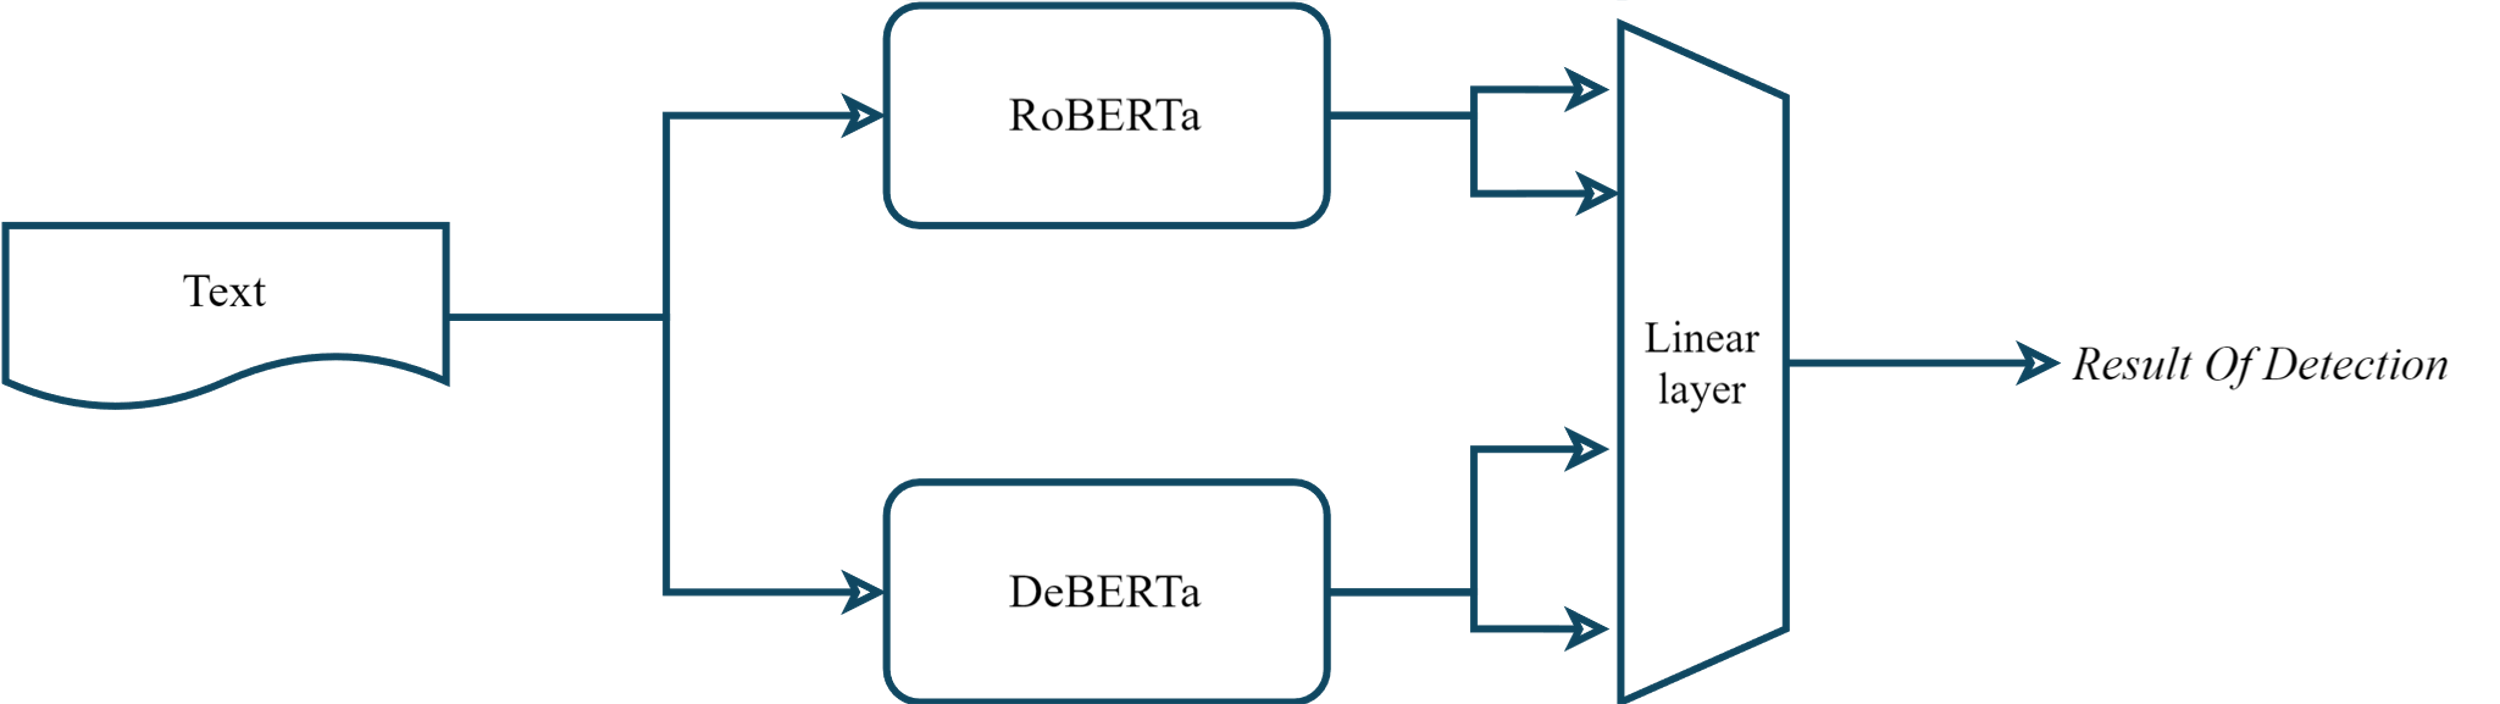 Text
RoBERTa
DeBERTa
Linear
layer
Result Of Detection